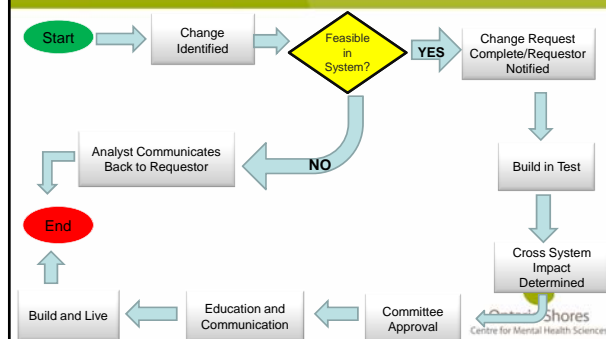 Start
Change
Identified
Feasible
in
System?
YES
Change Request
Complete/Requestor
Notified
Analyst Communicates
Back to Requestor
NO
Build in Test
End
Cross System
Impact
Determined
Build and Live
Education and
Communication
Committee
Approval
Ontario Shores
Centre for Mental Health Sciences